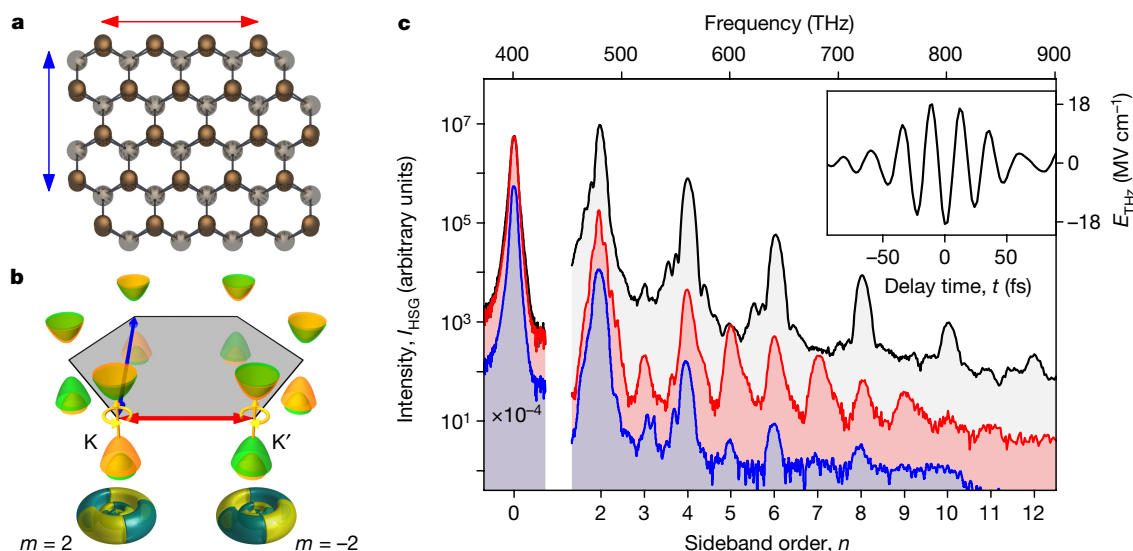 a
b
K
K′
m = 2
m = −2
c
Frequency (THz)
400
500
600
700
800
900
Intensity, I_HSG (arbitrary units)
10^7
10^5
10^3
10^1
×10^−4
18
0
−18
E_THz (MV cm)
−50
0
50
Delay time, t (fs)
0
2
3
4
5
6
7
8
9
10
11
12
Sideband order, n